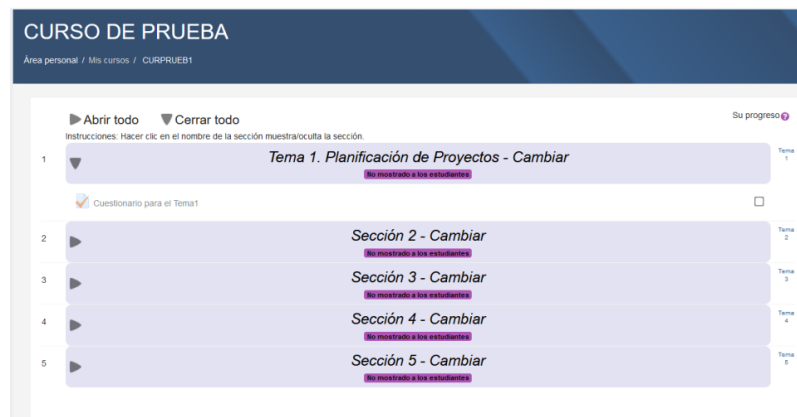 CURSO DE PRUEBA
Área personal / Mis cursos / CURPRUEB1
Abrir todo Cerrar todo
Su progreso
Instrucciones: Hacer clic en el nombre de la sección muestra/oculta la sección.
1 Tema 1. Planificación de Proyectos - Cambiar Tema 1
No mostrado a los estudiantes
Cuestionario para el Tema1
2 Sección 2 - Cambiar Tema 2
No mostrado a los estudiantes
3 Sección 3 - Cambiar Tema 3
No mostrado a los estudiantes
4 Sección 4 - Cambiar Tema 4
No mostrado a los estudiantes
5 Sección 5 - Cambiar Tema 5
No mostrado a los estudiantes